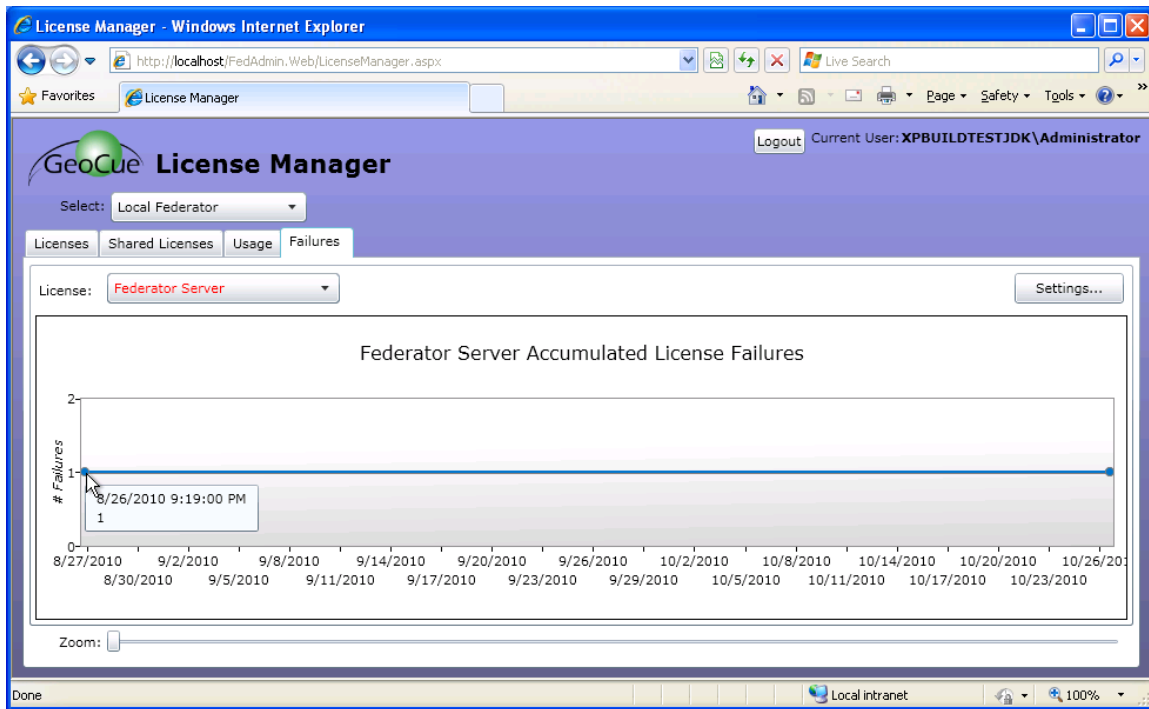 License Manager - Windows Internet Explorer
http://localhost/FedAdmin.Web/LicenseManager.aspx
Live Search
Favorites
License Manager
Page
Safety
Tools
»
Logout
Current User: XPBUILDTESTJDK\Administrator
GeoCue License Manager
Select: Local Federator
Licenses
Shared Licenses
Usage
Failures
License: Federator Server
Settings...
Federator Server Accumulated License Failures
# Failures
2
1
0
8/26/2010 9:19:00 PM
1
8/27/2010 9/2/2010 9/8/2010 9/14/2010 9/20/2010 9/26/2010 10/2/2010 10/8/2010 10/14/2010 10/20/2010 10/26/201
8/30/2010 9/5/2010 9/11/2010 9/17/2010 9/23/2010 9/29/2010 10/5/2010 10/11/2010 10/17/2010 10/23/2010
Zoom:
Done
Local intranet
100%